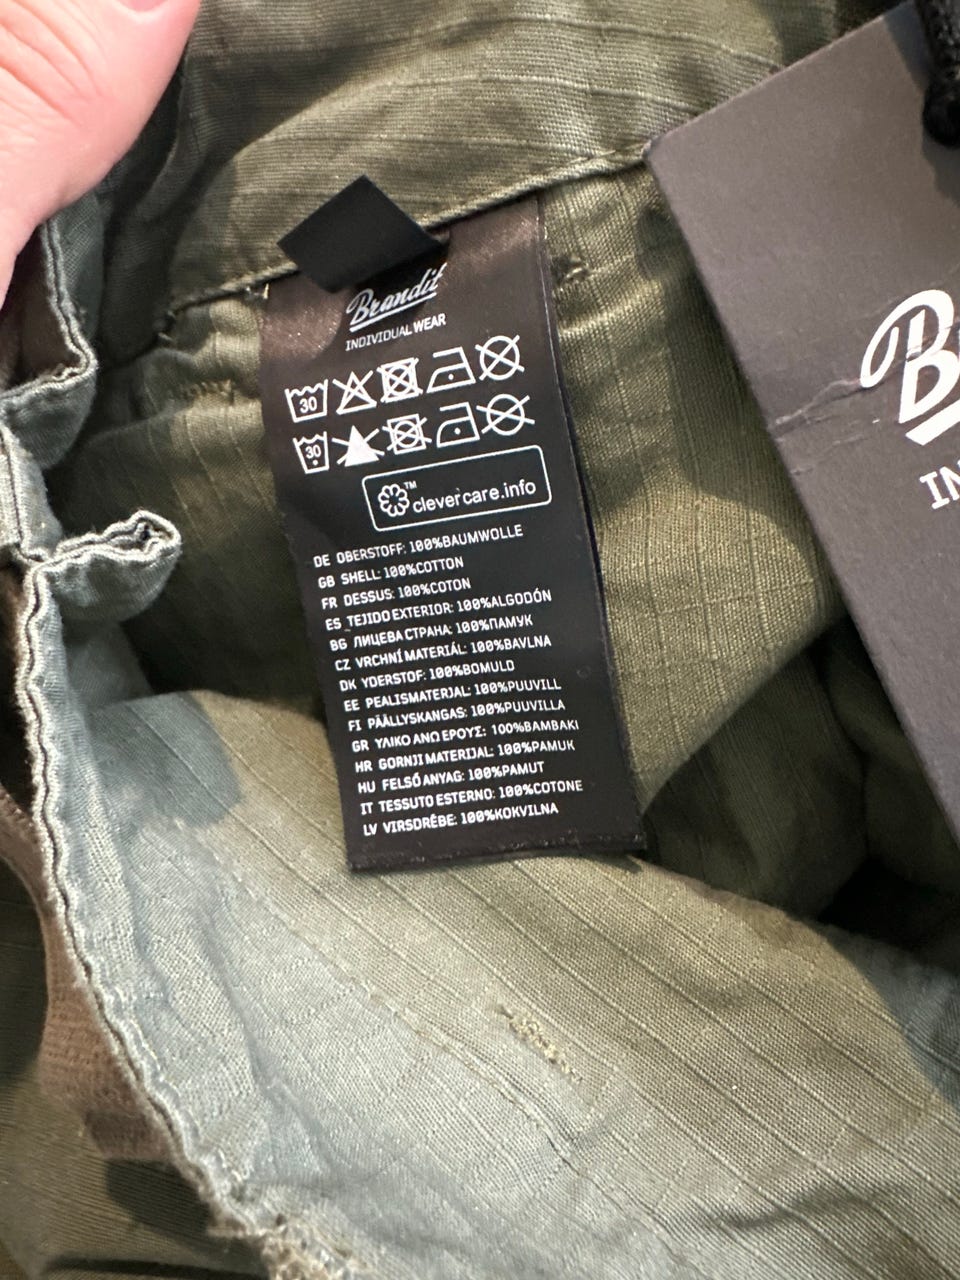 Brandit
INDIVIDUAL WEAR
30
30
TM
clevercare.info
DE OBERSTOFF: 100%BAUMWOLLE
GB SHELL: 100%COTTON
FR DESSUS: 100%COTON
ES TEJIDO EXTERIOR: 100%ALGODÓN
BG ЛИЦЕВА СТРАНА: 100%ПАМУК
CZ VRCHNÍ MATERIÁL: 100%BAVLNA
DK YDERSTOF: 100%BOMULD
EE PEALISMATERJAL: 100%PUUVILL
FI PÄÄLLYSKANGAS: 100%PUUVILLA
GR ΥΛΙΚΟ ΑΝΩ ΕΡΟΥΣ: 100%BAMBAKI
HR GORNJI MATERIJAL: 100%PAMUK
HU FELSŐ ANYAG: 100%PAMUT
IT TESSUTO ESTERNO: 100%COTONE
LV VIRSDRĒBE: 100%KOKVILNA
B
IN